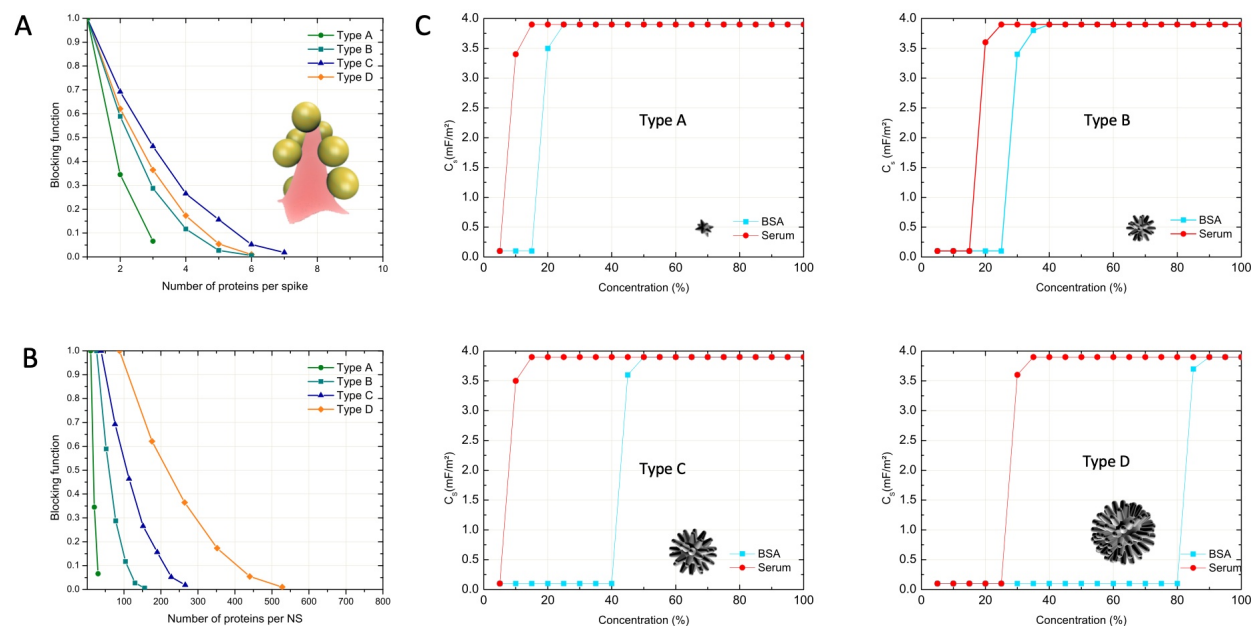 A
1.0
0.9
0.8
0.7
0.6
0.5
0.4
0.3
0.2
0.1
0.0
Blocking function
Type A
Type B
Type C
Type D
2 4 6 8 10
Number of proteins per spike
C
4.0
3.5
3.0
2.5
2.0
1.5
1.0
0.5
0.0
Cs(mF/m²)
Type A
BSA
Serum
0 20 40 60 80 100
Concentration (%)
4.0
3.5
3.0
2.5
2.0
1.5
1.0
0.5
0.0
Cs(mF/m²)
Type B
BSA
Serum
0 20 40 60 80 100
Concentration (%)
B
1.0
0.9
0.8
0.7
0.6
0.5
0.4
0.3
0.2
0.1
0.0
Blocking function
Type A
Type B
Type C
Type D
100 200 300 400 500 600 700 800
Number of proteins per NS
4.0
3.5
3.0
2.5
2.0
1.5
1.0
0.5
0.0
CS(mF/m²)
Type C
BSA
Serum
0 20 40 60 80 100
Concentration (%)
4.0
3.5
3.0
2.5
2.0
1.5
1.0
0.5
0.0
CS(mF/m²)
Type D
BSA
Serum
0 20 40 60 80 100
Concentration (%)